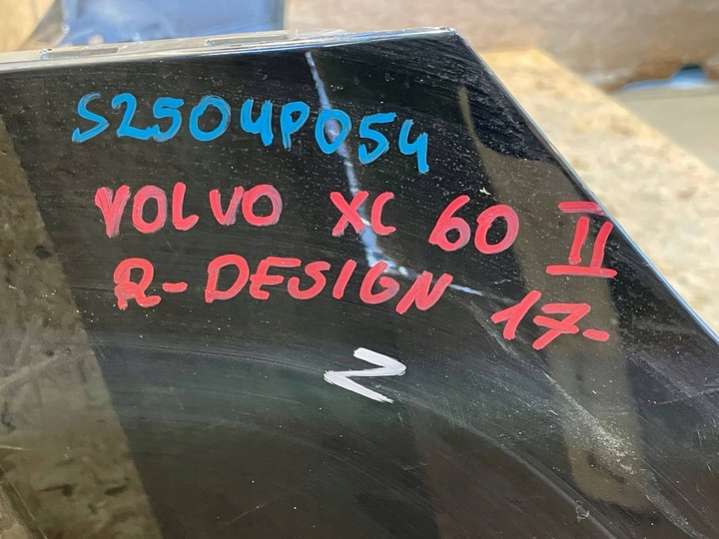 S2504P054
VOLVO XC 60 II
R-DESIGN 17-
N